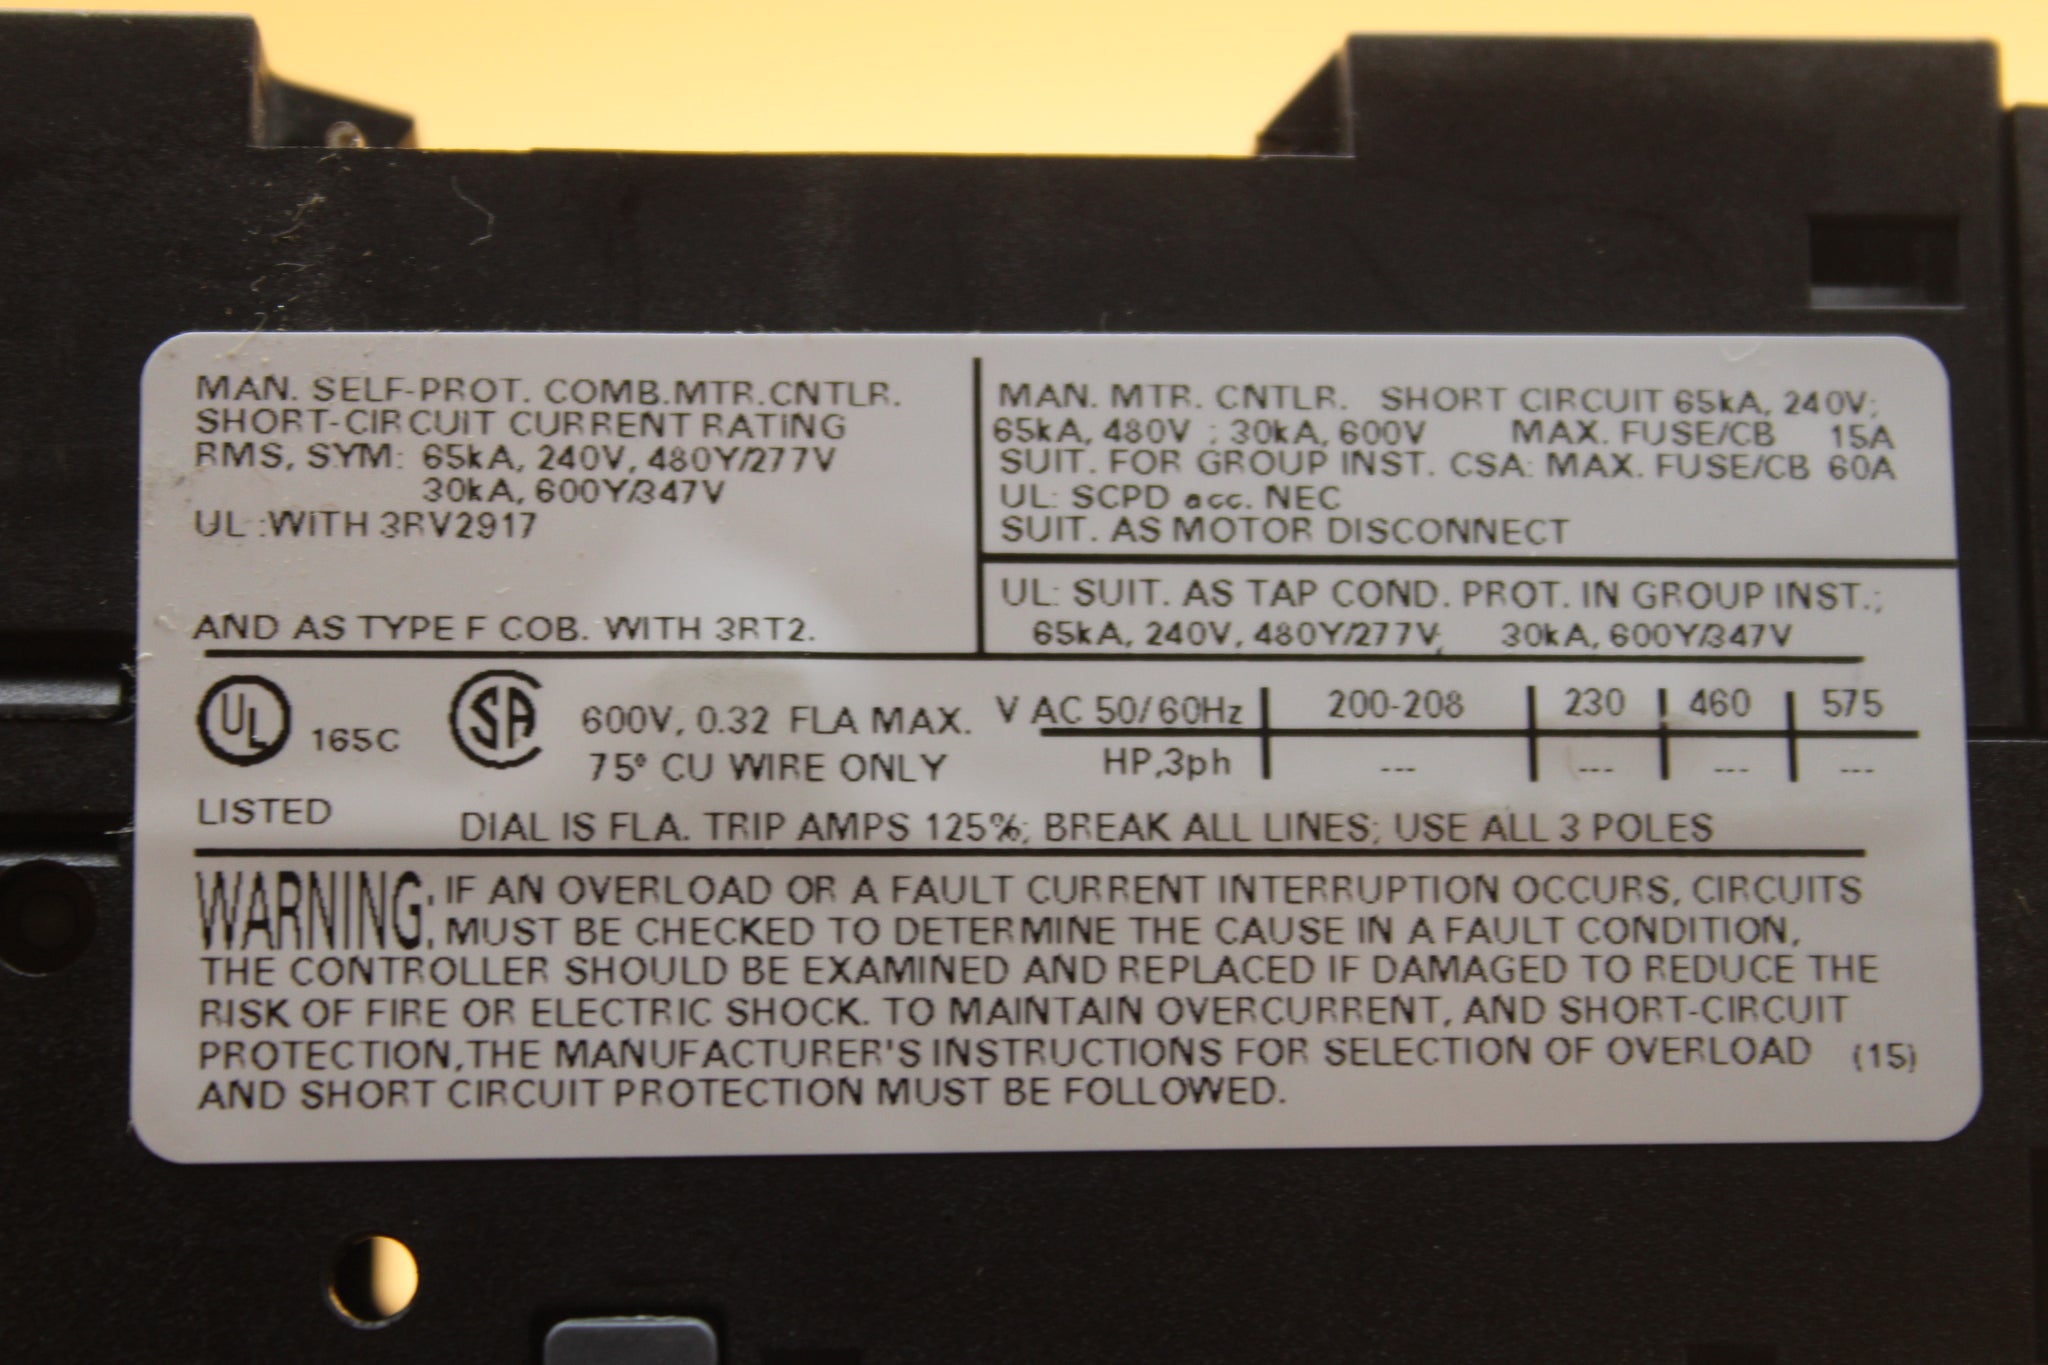 MAN. SELF-PROT. COMB.MTR.CNTLR.
SHORT-CIRCUIT CURRENT RATING
RMS, SYM: 65kA, 240V, 480Y/277V
30kA, 600Y/347V
UL :WITH 3RV2917
AND AS TYPE F COB. WITH 3RT2.
MAN. MTR. CNTLR. SHORT CIRCUIT 65kA, 240V;
65kA, 480V ; 30kA, 600V MAX. FUSE/CB 15A
SUIT. FOR GROUP INST. CSA: MAX. FUSE/CB 60A
UL: SCPD acc. NEC
SUIT. AS MOTOR DISCONNECT
UL: SUIT. AS TAP COND. PROT. IN GROUP INST.;
65kA, 240V, 480Y/277V; 30kA, 600Y/347V
UL 165C
LISTED
SA
600V, 0.32 FLA MAX.
75° CU WIRE ONLY
V AC 50/60Hz 200-208 230 460 575
HP,3ph --- --- --- ---
DIAL IS FLA. TRIP AMPS 125%; BREAK ALL LINES; USE ALL 3 POLES
WARNING: IF AN OVERLOAD OR A FAULT CURRENT INTERRUPTION OCCURS, CIRCUITS
MUST BE CHECKED TO DETERMINE THE CAUSE IN A FAULT CONDITION,
THE CONTROLLER SHOULD BE EXAMINED AND REPLACED IF DAMAGED TO REDUCE THE
RISK OF FIRE OR ELECTRIC SHOCK. TO MAINTAIN OVERCURRENT, AND SHORT-CIRCUIT
PROTECTION,THE MANUFACTURER'S INSTRUCTIONS FOR SELECTION OF OVERLOAD (15)
AND SHORT CIRCUIT PROTECTION MUST BE FOLLOWED.